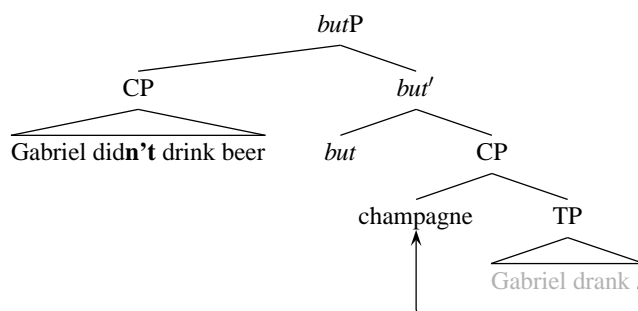 butP
CP but′
Gabriel didn't drink beer but CP
champagne TP
Gabriel drank .